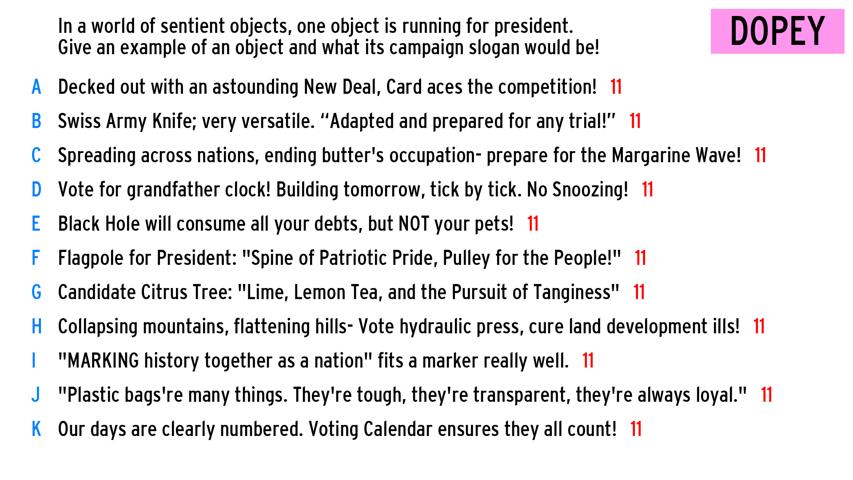 In a world of sentient objects, one object is running for president.
Give an example of an object and what its campaign slogan would be!
DOPEY
A Decked out with an astounding New Deal, Card aces the competition! 11
B Swiss Army Knife; very versatile. “Adapted and prepared for any trial!” 11
C Spreading across nations, ending butter's occupation- prepare for the Margarine Wave! 11
D Vote for grandfather clock! Building tomorrow, tick by tick. No Snoozing! 11
E Black Hole will consume all your debts, but NOT your pets! 11
F Flagpole for President: "Spine of Patriotic Pride, Pulley for the People!" 11
G Candidate Citrus Tree: "Lime, Lemon Tea, and the Pursuit of Tanginess" 11
H Collapsing mountains, flattening hills- Vote hydraulic press, cure land development ills! 11
I "MARKING history together as a nation" fits a marker really well. 11
J "Plastic bags're many things. They're tough, they're transparent, they're always loyal." 11
K Our days are clearly numbered. Voting Calendar ensures they all count! 11